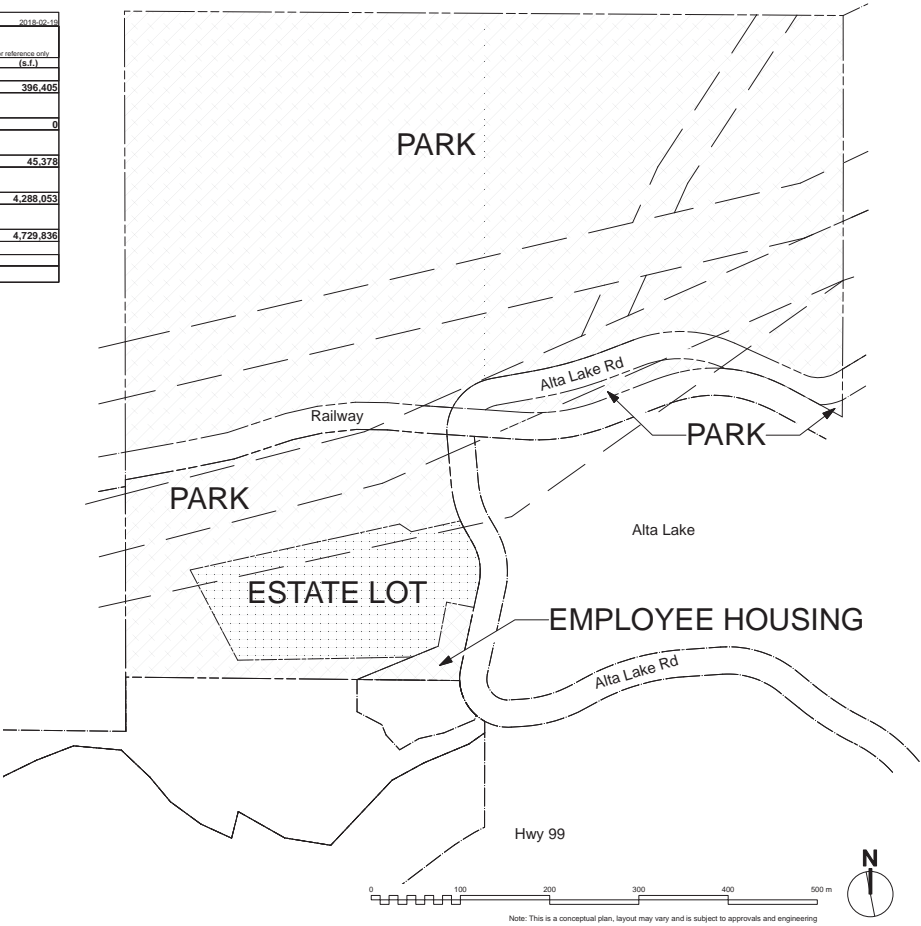 2018-02-19
r reference only
(s.f.)
396,405
0
45,378
4,288,053
4,729,836
PARK
Alta Lake Rd
Railway
PARK
PARK
Alta Lake
ESTATE LOT
EMPLOYEE HOUSING
Alta Lake Rd
Hwy 99
N
0 100 200 300 400 500 m
Note: This is a conceptual plan, layout may vary and is subject to approvals and engineering